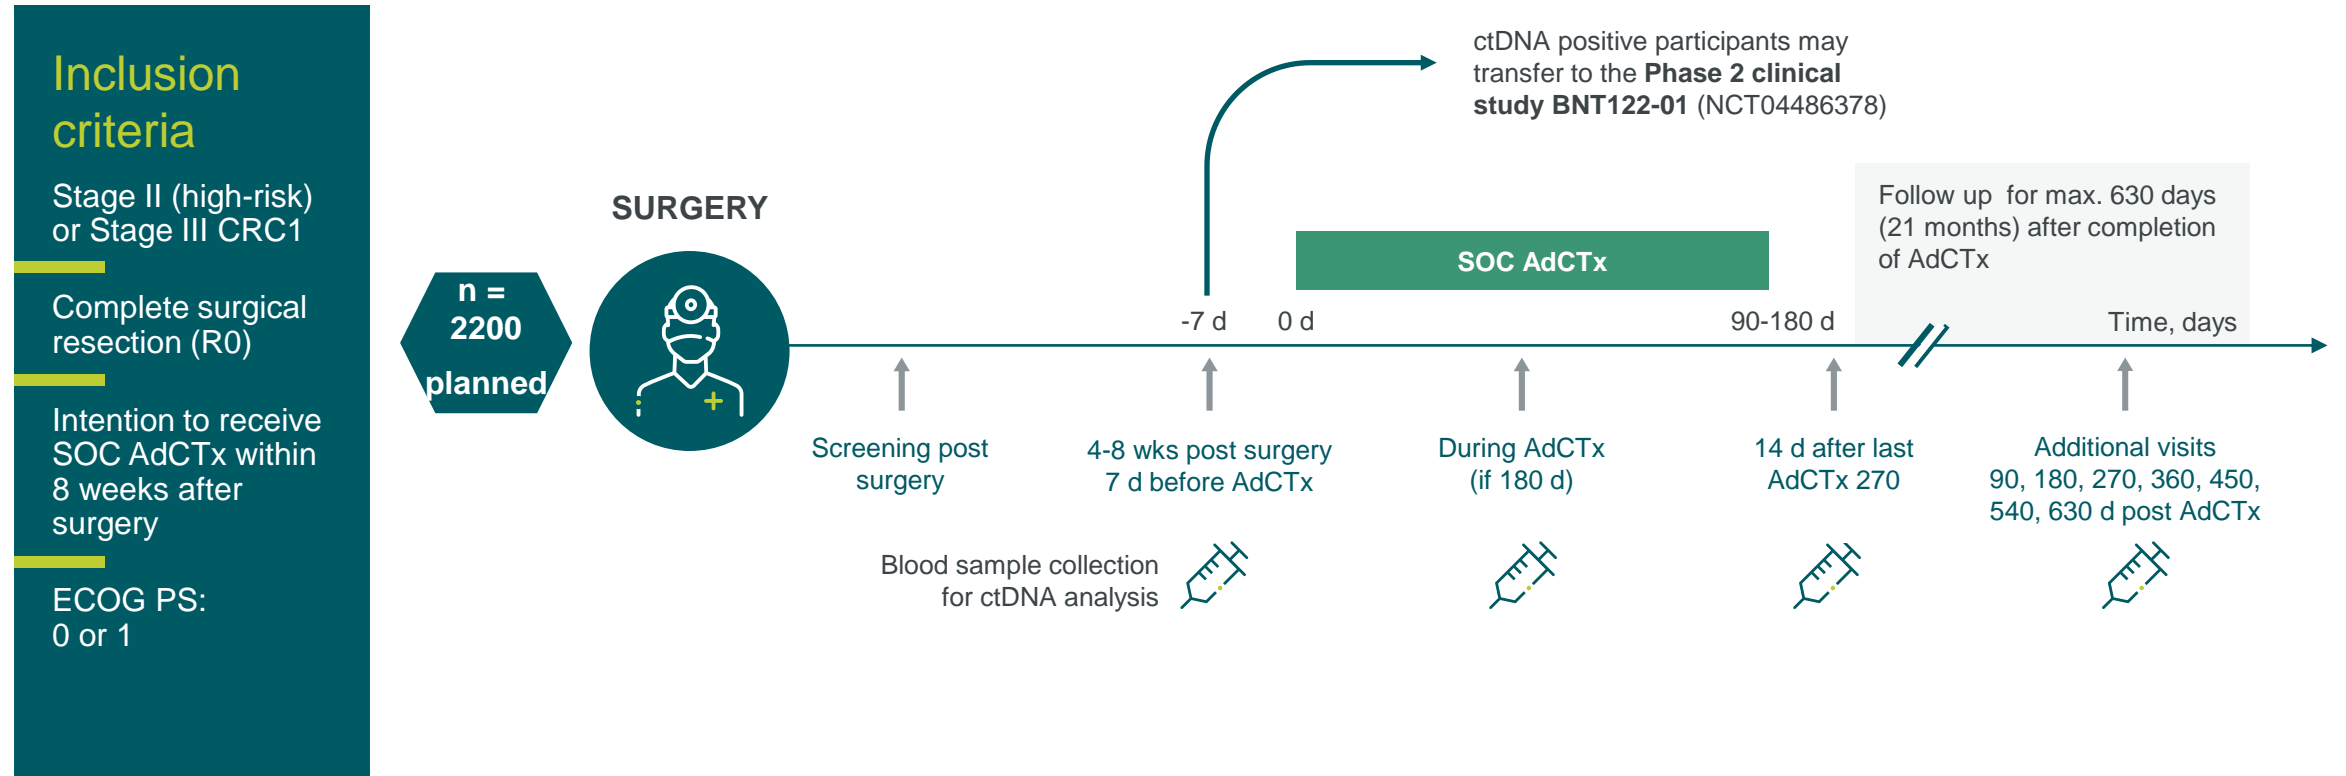 Inclusion
criteria
Stage II (high-risk)
or Stage III CRC1
Complete surgical
resection (R0)
Intention to receive
SOC AdCTx within
8 weeks after
surgery
ECOG PS:
0 or 1
n =
2200
planned
SURGERY
ctDNA positive participants may
transfer to the Phase 2 clinical
study BNT122-01 (NCT04486378)
SOC AdCTx
Follow up for max. 630 days
(21 months) after completion
of AdCTx
-7 d
0 d
90-180 d
Time, days
Screening post
surgery
4-8 wks post surgery
7 d before AdCTx
During AdCTx
(if 180 d)
14 d after last
AdCTx 270
Additional visits
90, 180, 270, 360, 450,
540, 630 d post AdCTx
Blood sample collection
for ctDNA analysis